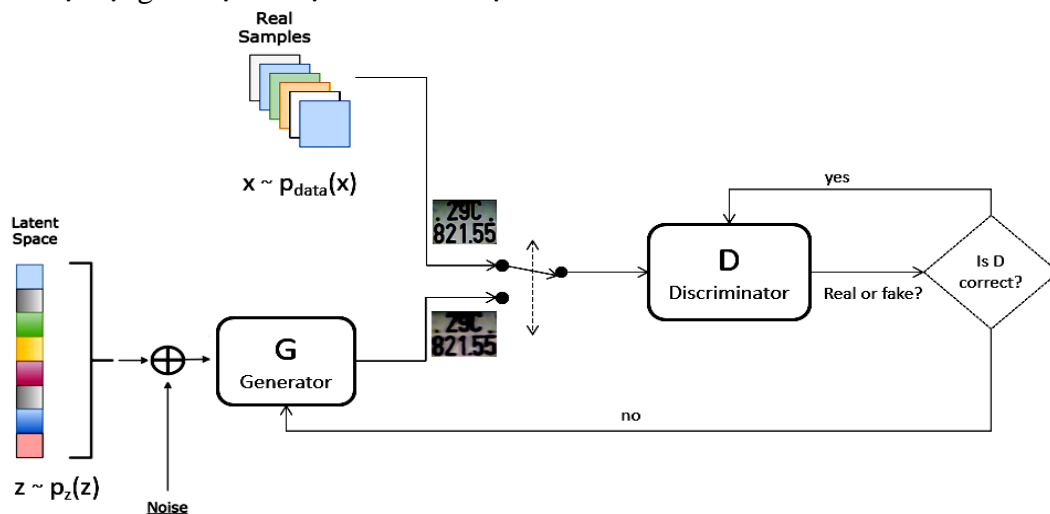 Real
Samples
x ~ pdata(x)
yes
Latent
Space
. 29C .
821.55
Is D
correct?
D
Discriminator
Real or fake?
G
Generator
29C
821.55
no
z ~ pz(z)
Noise